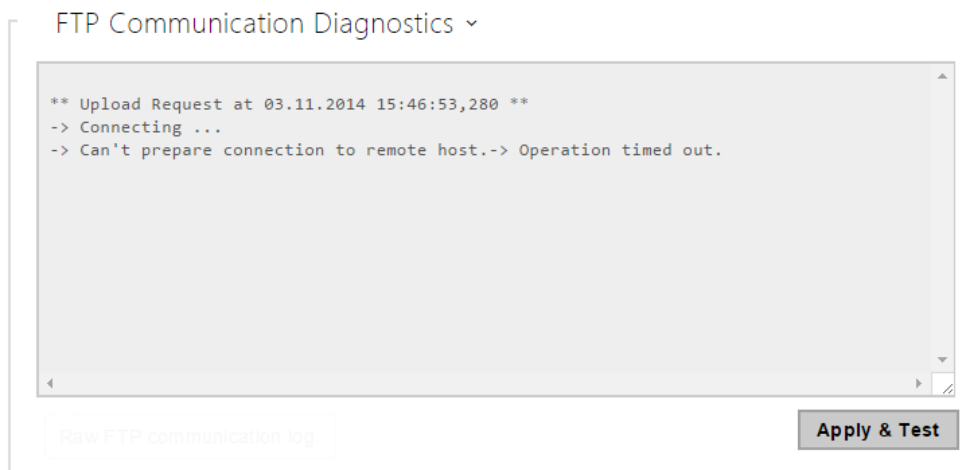 FTP Communication Diagnostics
** Upload Request at 03.11.2014 15:46:53,280 **
-> Connecting ...
-> Can't prepare connection to remote host.-> Operation timed out.
Raw FTP communication log
Apply & Test